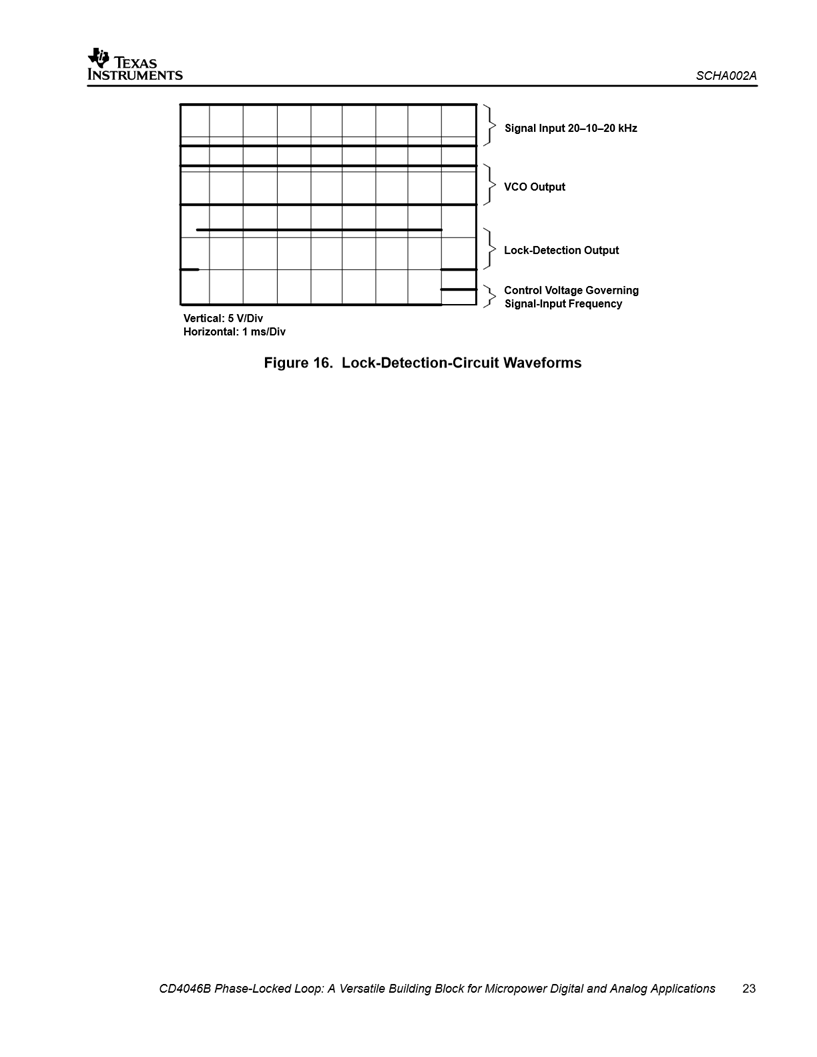 TEXAS
INSTRUMENTS
SCHA002A
Signal Input 20–10–20 kHz
VCO Output
Lock-Detection Output
Control Voltage Governing
Signal-Input Frequency
Vertical: 5 V/Div
Horizontal: 1 ms/Div
Figure 16. Lock-Detection-Circuit Waveforms
CD4046B Phase-Locked Loop: A Versatile Building Block for Micropower Digital and Analog Applications 23